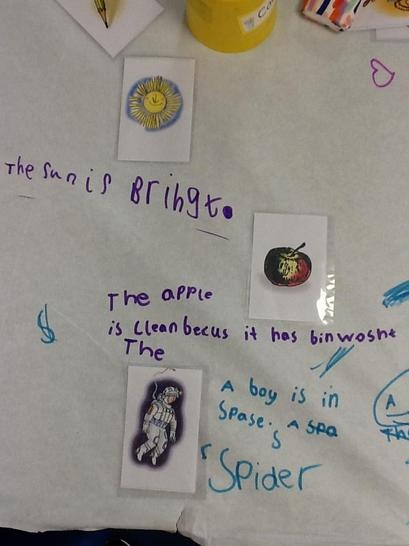 The Sun is Brihgt.
The apple
is Clean becus it has bin wosht
The
A boy is in
Spase. A spa
s
Spider
A